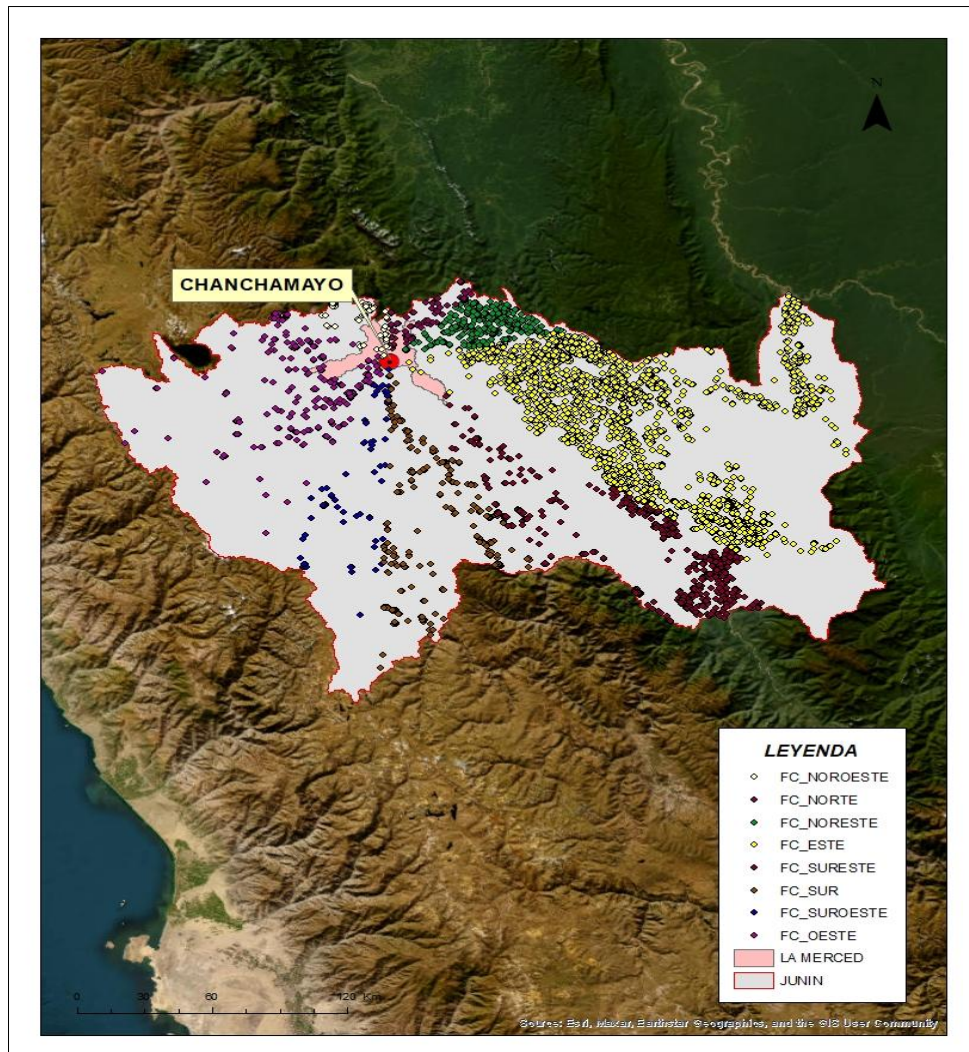 N
CHANCHAMAYO
LEYENDA
FC_NOROESTE
FC_NORTE
FC_NORESTE
FC_ESTE
FC_SURESTE
FC_SUR
FC_SUROESTE
FC_OESTE
LA MERCED
JUNIN
0 30 60 120 Km
Source: Esri, Maxar, Earthstar Geographics, and the GIS User Community